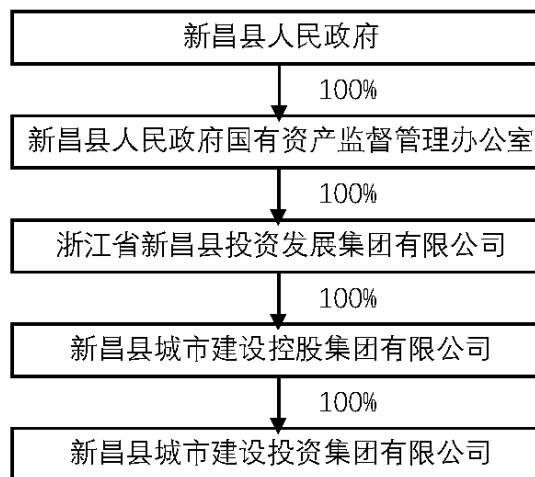 新昌县人民政府
100%
新昌县人民政府国有资产监督管理办公室
100%
浙江省新昌县投资发展集团有限公司
100%
新昌县城市建设控股集团有限公司
100%
新昌县城市建设投资集团有限公司